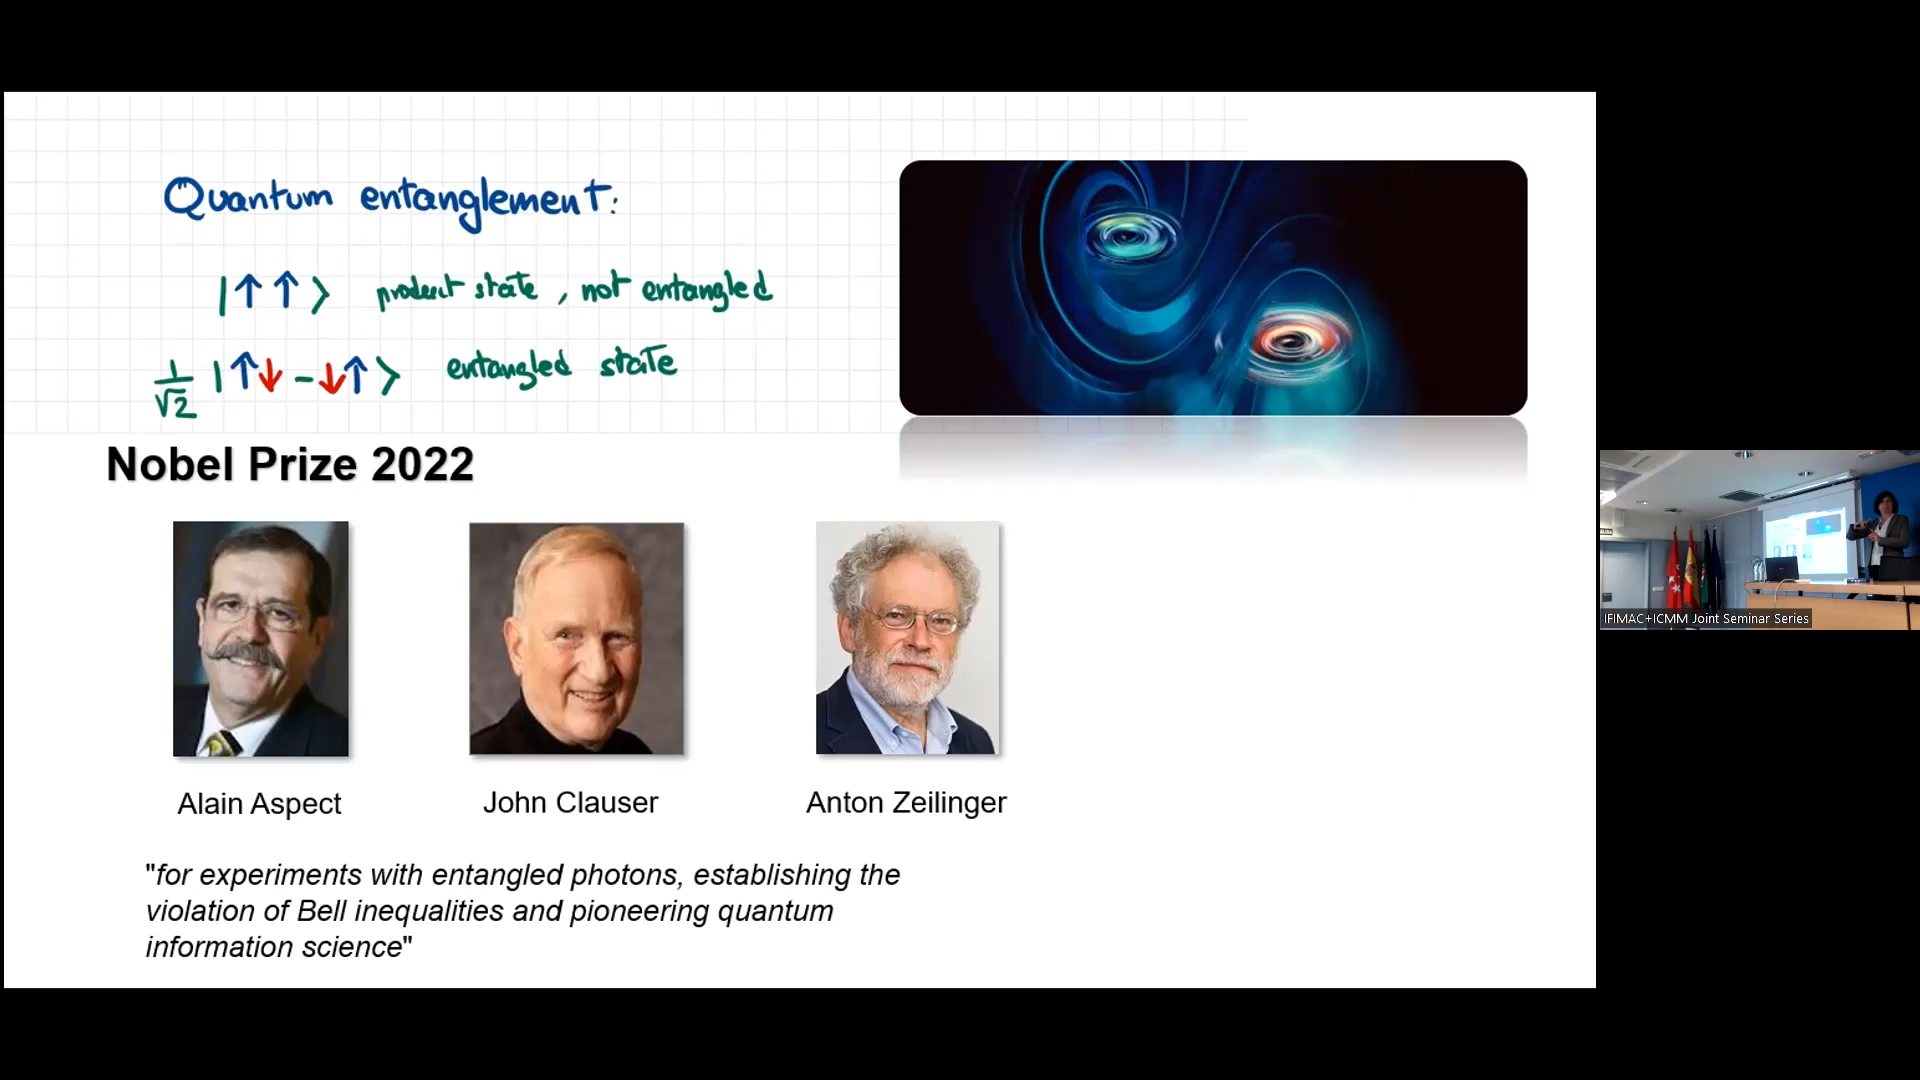 Quantum entanglement:
|↑↑⟩ product state, not entangled
1/√2 |↑↓-↓↑⟩ entangled state
Nobel Prize 2022
Alain Aspect
John Clauser
Anton Zeilinger
"for experiments with entangled photons, establishing the
violation of Bell inequalities and pioneering quantum
information science"
IFIMAC+ICMM Joint Seminar Series